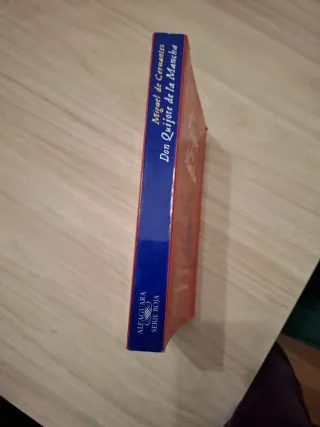 Miguel de Cervantes
Don Quijote de la Mancha
ALFAGUARA
SERIE ROJA